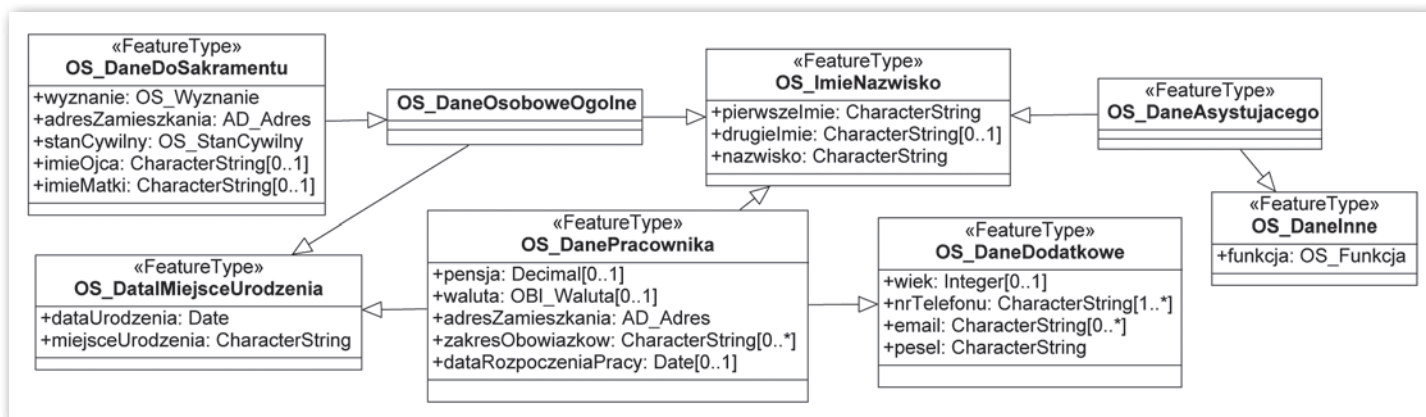 «FeatureType»
OS_DaneDoSakramentu
+wyznanie: OS_Wyznanie
+adresZamieszkania: AD_Adres
+stanCywilny: OS_StanCywilny
+imieOjca: CharacterString[0..1]
+imieMatki: CharacterString[0..1]
OS_DaneOsoboweOgolne
«FeatureType»
OS_ImieNazwisko
+pierwszeImie: CharacterString
+drugieImie: CharacterString[0..1]
+nazwisko: CharacterString
«FeatureType»
OS_DaneAsystujacego
«FeatureType»
OS_DaneInne
+funkcja: OS_Funkcja
«FeatureType»
OS_DataIMiejsceUrodzenia
+dataUrodzenia: Date
+miejsceUrodzenia: CharacterString
«FeatureType»
OS_DanePracownika
+pensja: Decimal[0..1]
+waluta: OBI_Waluta[0..1]
+adresZamieszkania: AD_Adres
+zakresObowiazkow: CharacterString[0..*]
+dataRozpoczeniaPracy: Date[0..1]
«FeatureType»
OS_DaneDodatkowe
+wiek: Integer[0..1]
+nrTelefonu: CharacterString[1..*]
+email: CharacterString[0..*]
+pesel: CharacterString